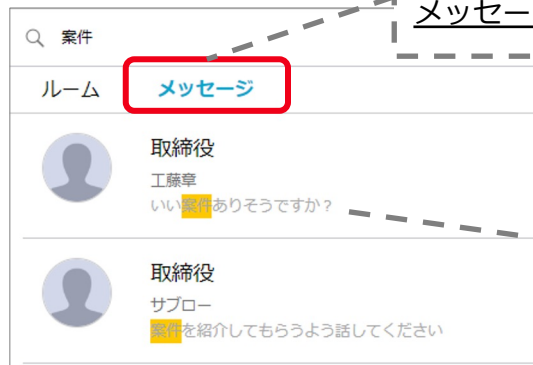 メッセー
案件
ルーム メッセージ
取締役
工藤章
いい案件ありそうですか？
取締役
サブロー
案件を紹介してもらうよう話してください